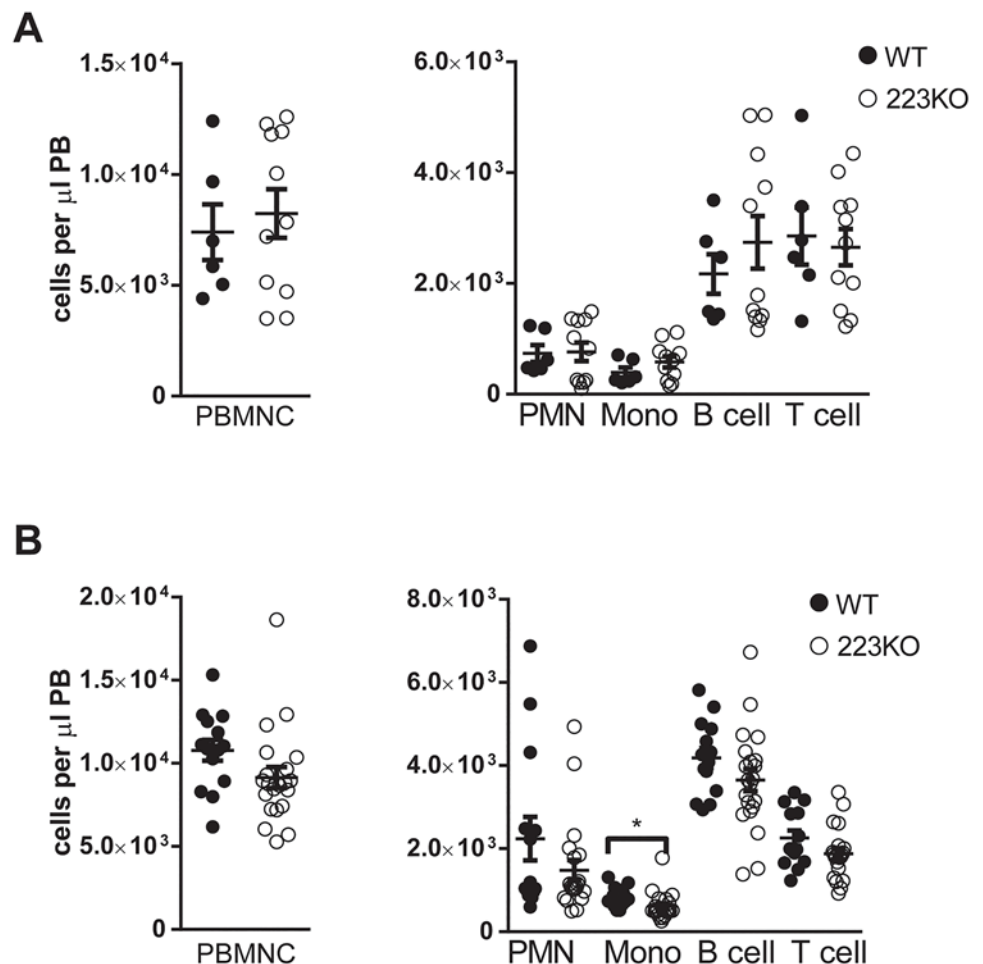 A
cells per μl PB
1.5×10⁴
1.0×10⁴
5.0×10³
0
PBMNC
6.0×10³
4.0×10³
2.0×10³
0
PMN Mono B cell T cell
WT
223KO
B
cells per μl PB
2.0×10⁴
1.5×10⁴
1.0×10⁴
5.0×10³
0
PBMNC
8.0×10³
6.0×10³
4.0×10³
2.0×10³
0
*
PMN Mono B cell T cell
WT
223KO